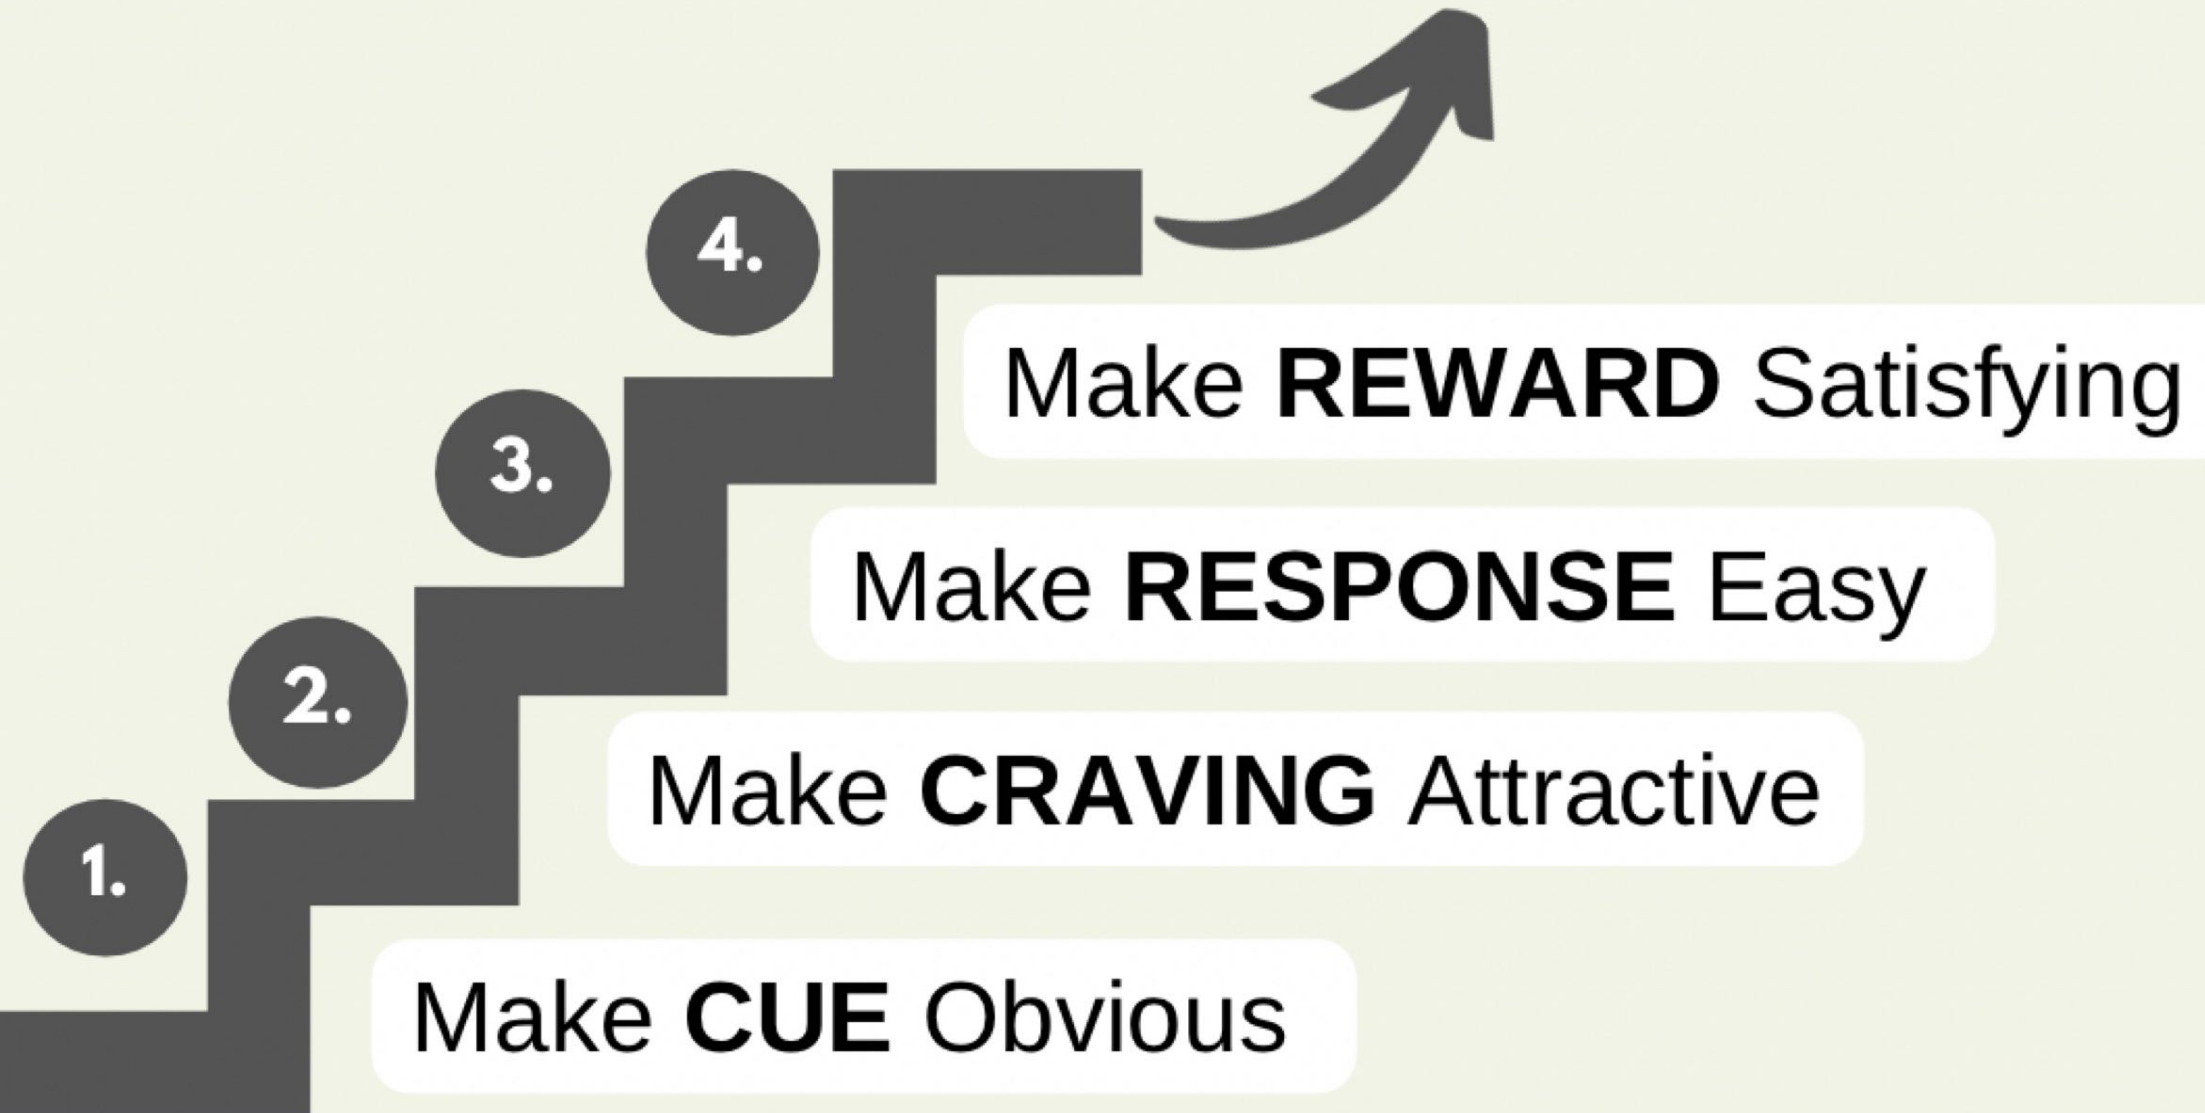 4.
Make REWARD Satisfying
3.
Make RESPONSE Easy
2.
Make CRAVING Attractive
1.
Make CUE Obvious